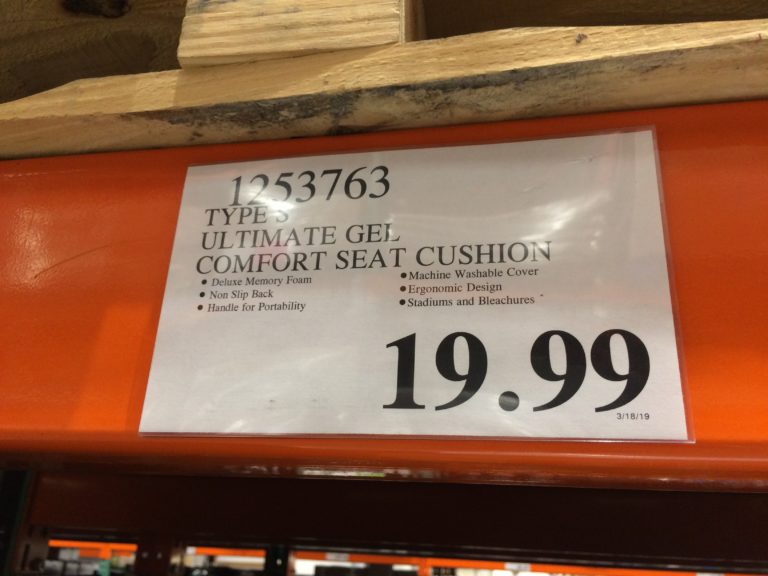 1253763
TYPE S
ULTIMATE GEL
COMFORT SEAT CUSHION
• Deluxe Memory Foam
• Non Slip Back
• Handle for Portability
• Machine Washable Cover
• Ergonomic Design
• Stadiums and Bleachures
19.99
3/18/19